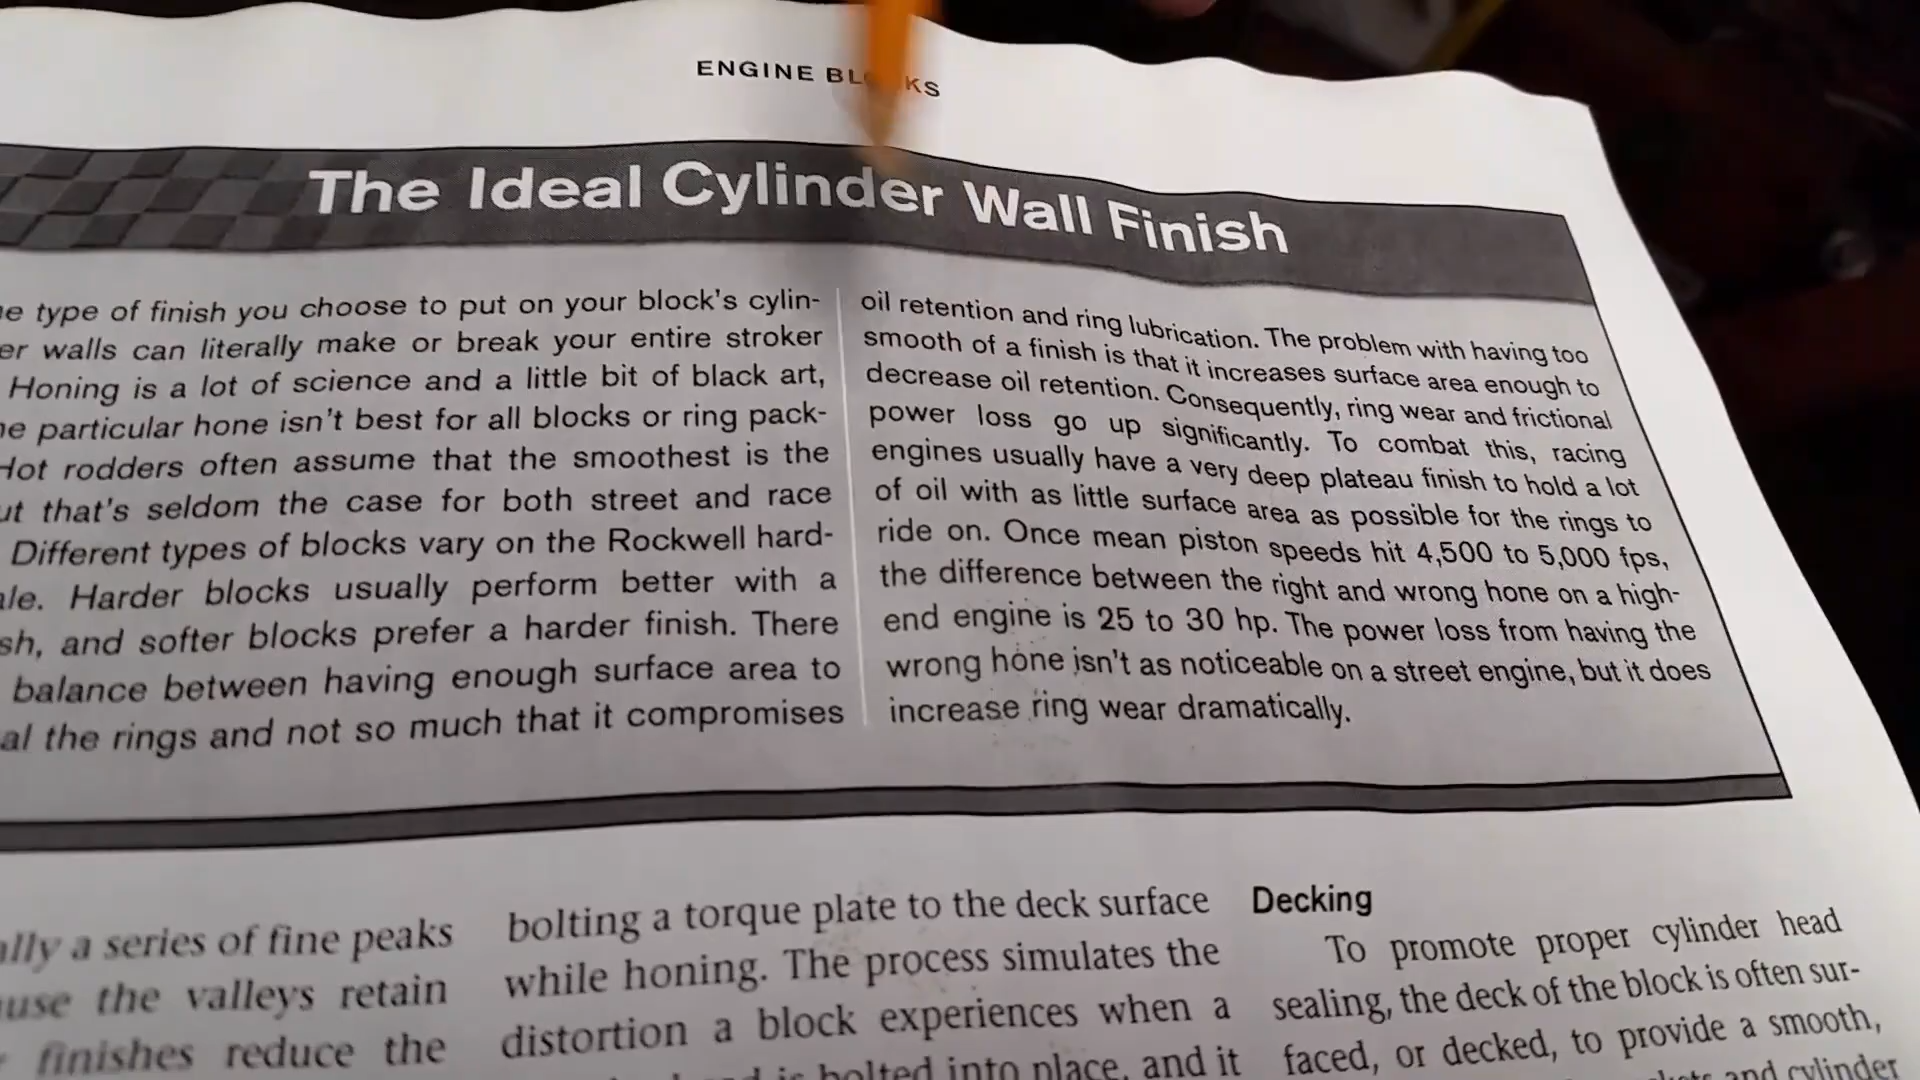 ENGINE BL KS
The Ideal Cylinder Wall Finish
type of finish you choose to put on your block's cylin-
walls can literally make or break your entire stroker
Honing is a lot of science and a little bit of black art,
particular hone isn't best for all blocks or ring pack-
Hot rodders often assume that the smoothest is the
that's seldom the case for both street and race
Different types of blocks vary on the Rockwell hard-
Harder blocks usually perform better with a
and softer blocks prefer a harder finish. There
balance between having enough surface area to
the rings and not so much that it compromises
oil retention and ring lubrication. The problem with having too
smooth of a finish is that it increases surface area enough to
decrease oil retention. Consequently, ring wear and frictional
power loss go up significantly. To combat this, racing
engines usually have a very deep plateau finish to hold a lot
of oil with as little surface area as possible for the rings to
ride on. Once mean piston speeds hit 4,500 to 5,000 fps,
the difference between the right and wrong hone on a high-
end engine is 25 to 30 hp. The power loss from having the
wrong hone isn't as noticeable on a street engine, but it does
increase ring wear dramatically.
a series of fine peaks
the valleys retain
finishes reduce the
bolting a torque plate to the deck surface
while honing. The process simulates the
distortion a block experiences when a
is bolted into place, and it
Decking
To promote proper cylinder head
sealing, the deck of the block is often sur-
faced, or decked, to provide a smooth,
and cylinder